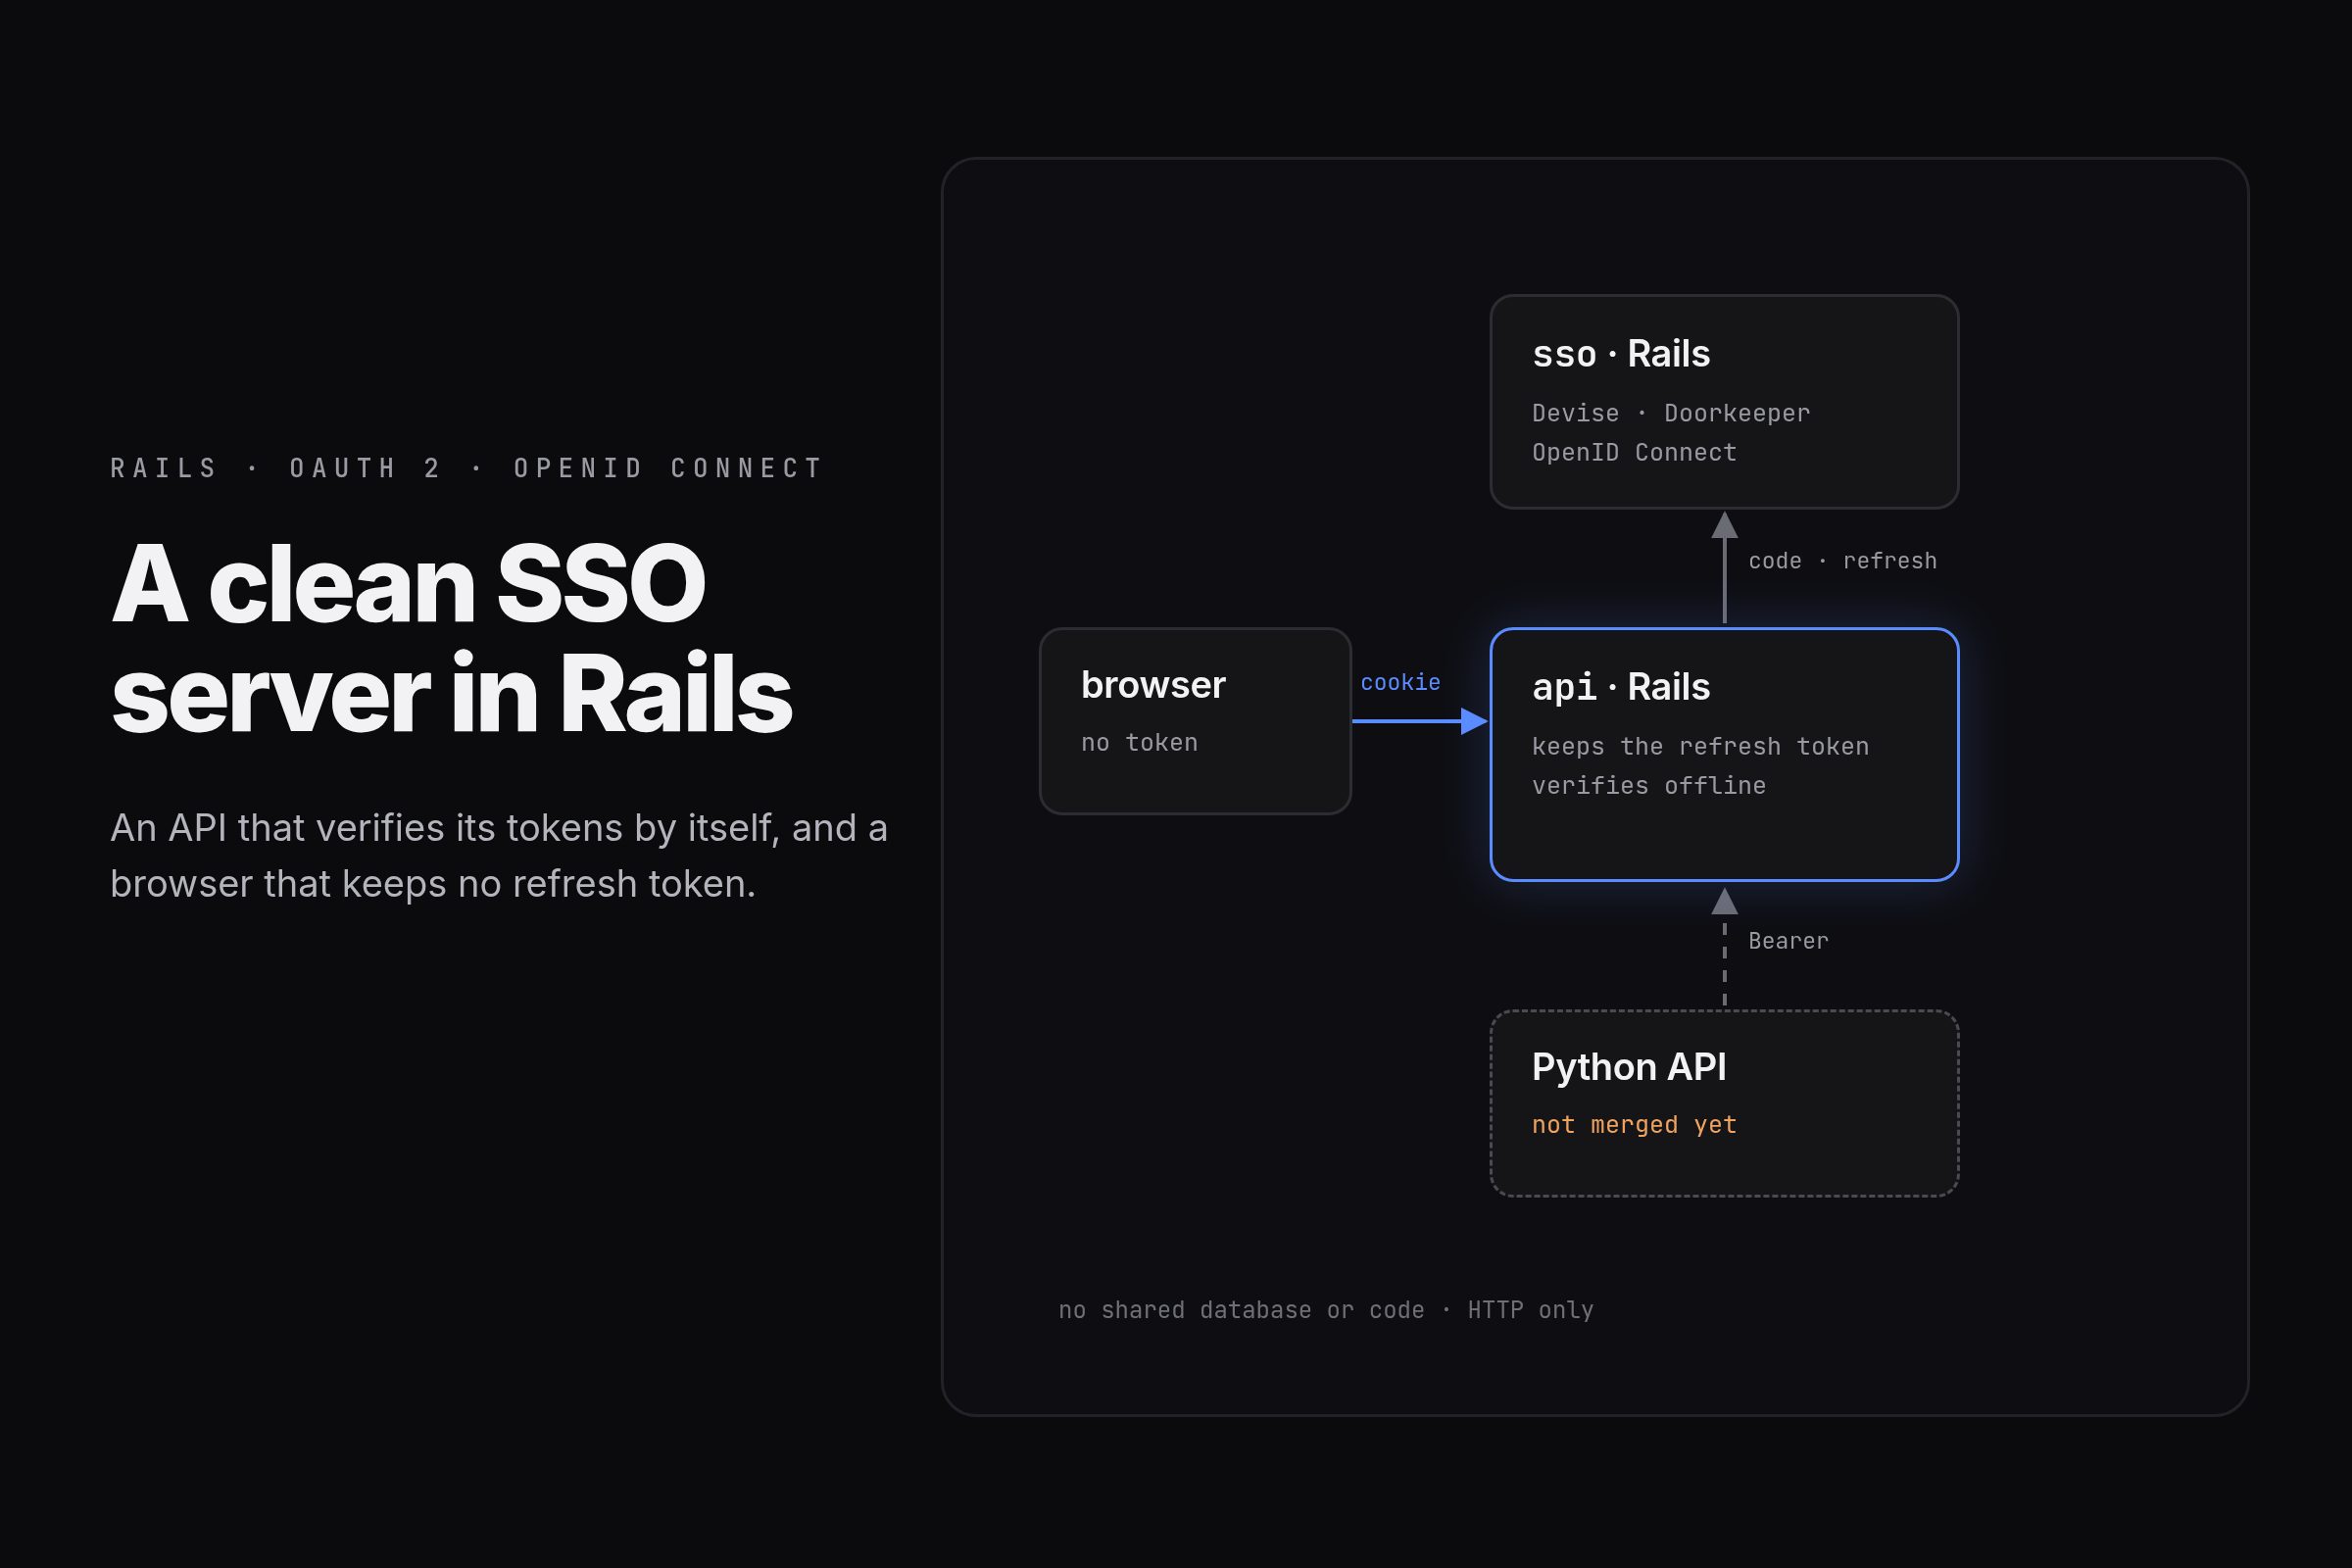 RAILS · OAUTH 2 · OPENID CONNECT
A clean SSO
server in Rails
An API that verifies its tokens by itself, and a
browser that keeps no refresh token.
sso · Rails
Devise · Doorkeeper
OpenID Connect
code · refresh
browser
no token
cookie
api · Rails
keeps the refresh token
verifies offline
Bearer
Python API
not merged yet
no shared database or code · HTTP only